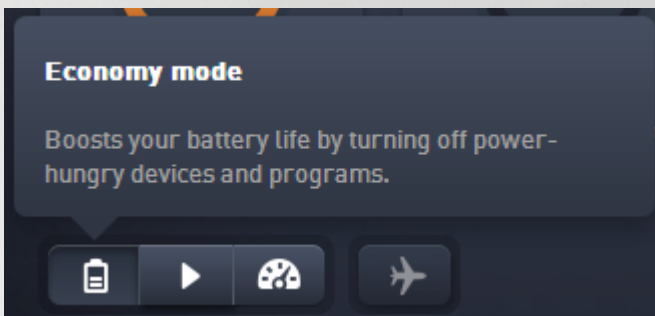 Economy mode
Boosts your battery life by turning off power-
hungry devices and programs.